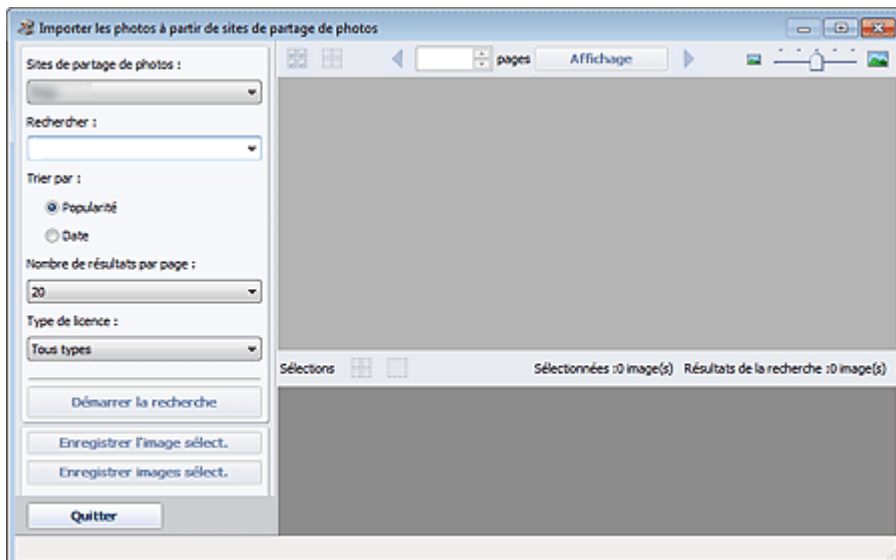 Importer les photos à partir de sites de partage de photos
Sites de partage de photos :
Rechercher :
Trier par :
Popularité
Date
Nombre de résultats par page :
20
Type de licence :
Tous types
Démarrer la recherche
Enregistrer l'image sélect.
Enregistrer images sélect.
Quitter
pages Affichage
Sélections Sélectionnées :0 image(s) Résultats de la recherche :0 image(s)